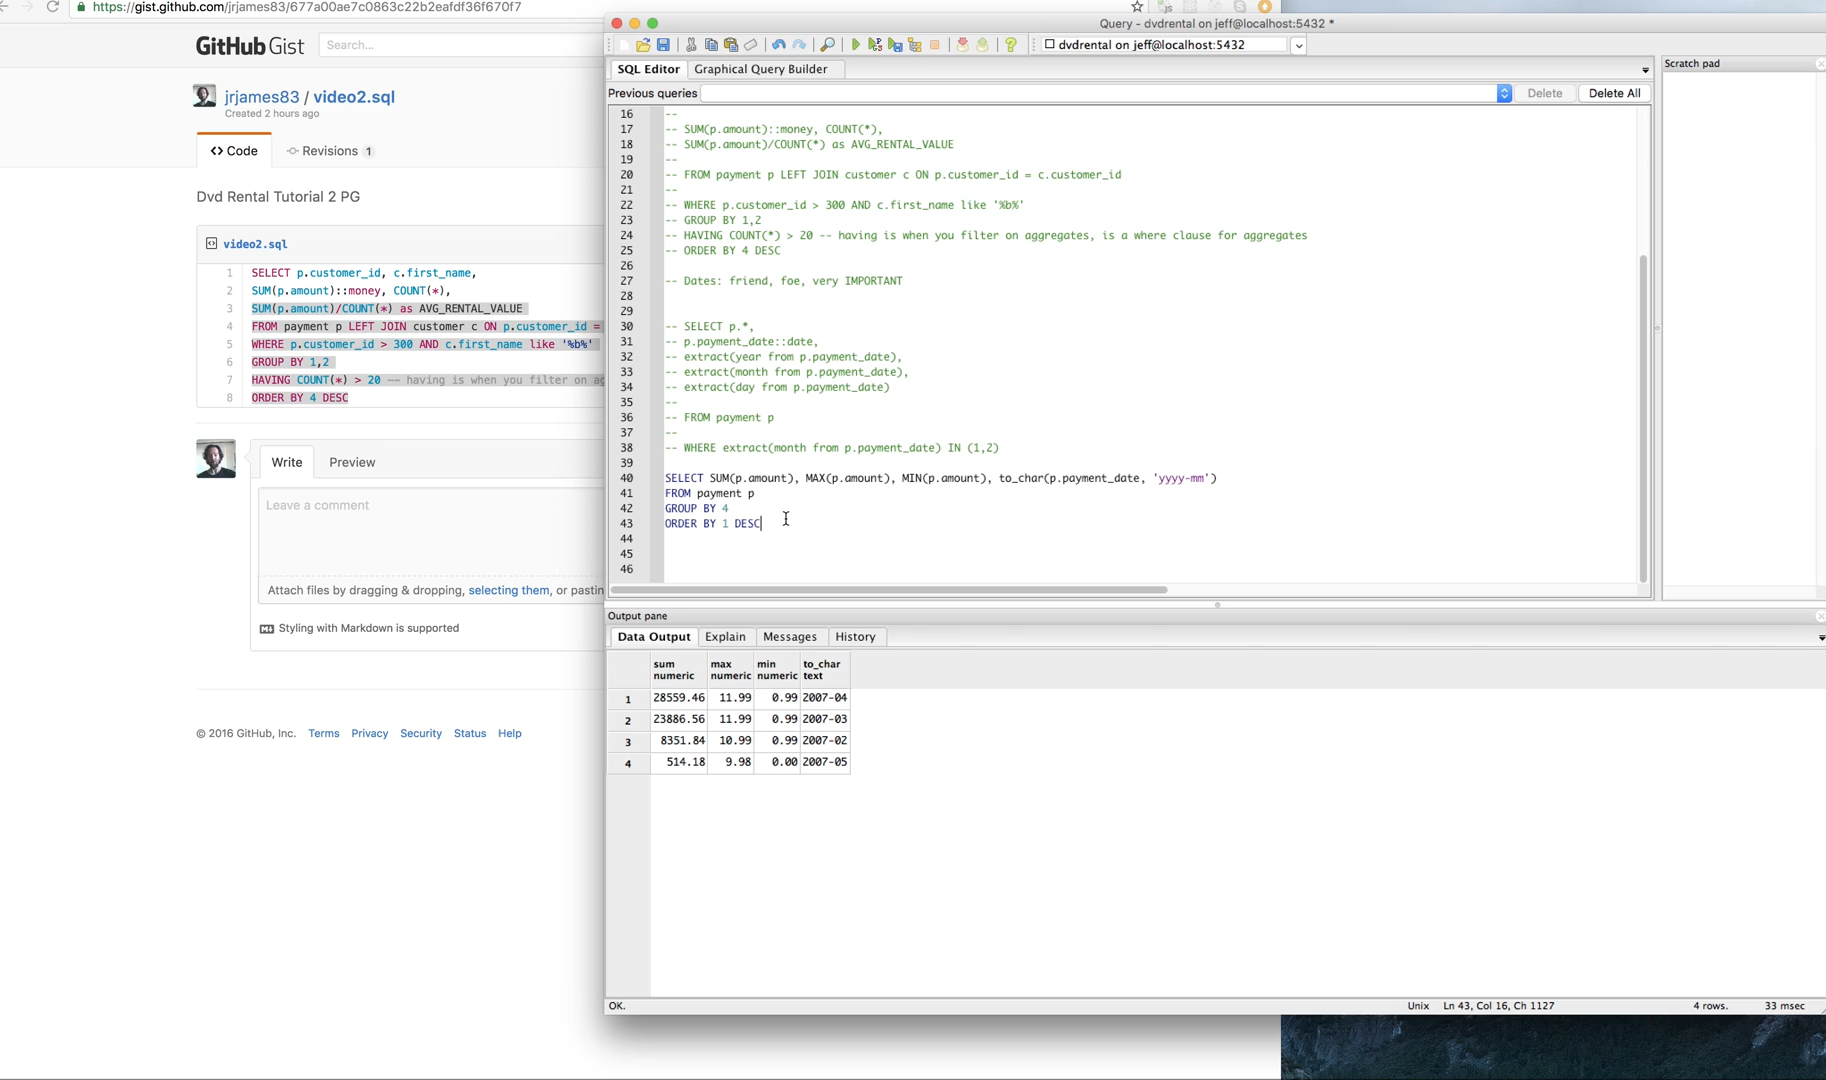 https://gist.github.com/jrjames83/677a00ae7c0863c22b2eafdf36f670f7
GitHub Gist Search...
jrjames83 / video2.sql
Created 2 hours ago
<> Code Revisions 1
Dvd Rental Tutorial 2 PG
video2.sql
1 SELECT p.customer_id, c.first_name,
2 SUM(p.amount)::money, COUNT(*),
3 SUM(p.amount)/COUNT(*) as AVG_RENTAL_VALUE
4 FROM payment p LEFT JOIN customer c ON p.customer_id =
5 WHERE p.customer_id > 300 AND c.first_name like '%b%'
6 GROUP BY 1,2
7 HAVING COUNT(*) > 20 -- having is when you filter on ag
8 ORDER BY 4 DESC
Write Preview
Leave a comment
Attach files by dragging & dropping, selecting them, or pastin
Styling with Markdown is supported
© 2016 GitHub, Inc. Terms Privacy Security Status Help
Query - dvdrental on jeff@localhost:5432 *
dvdrental on jeff@localhost:5432
SQL Editor Graphical Query Builder
Previous queries Delete Delete All
16 --
17 -- SUM(p.amount)::money, COUNT(*),
18 -- SUM(p.amount)/COUNT(*) as AVG_RENTAL_VALUE
19 --
20 -- FROM payment p LEFT JOIN customer c ON p.customer_id = c.customer_id
21 --
22 -- WHERE p.customer_id > 300 AND c.first_name like '%b%'
23 -- GROUP BY 1,2
24 -- HAVING COUNT(*) > 20 -- having is when you filter on aggregates, is a where clause for aggregates
25 -- ORDER BY 4 DESC
26
27 -- Dates: friend, foe, very IMPORTANT
28
29
30 -- SELECT p.*,
31 -- p.payment_date::date,
32 -- extract(year from p.payment_date),
33 -- extract(month from p.payment_date),
34 -- extract(day from p.payment_date)
35 --
36 -- FROM payment p
37 --
38 -- WHERE extract(month from p.payment_date) IN (1,2)
39
40 SELECT SUM(p.amount), MAX(p.amount), MIN(p.amount), to_char(p.payment_date, 'yyyy-mm')
41 FROM payment p
42 GROUP BY 4
43 ORDER BY 1 DESC
44
45
46
Scratch pad
Output pane
Data Output Explain Messages History
sum max min to_char
numeric numeric numeric text
1 28559.46 11.99 0.99 2007-04
2 23886.56 11.99 0.99 2007-03
3 8351.84 10.99 0.99 2007-02
4 514.18 9.98 0.00 2007-05
OK. Unix Ln 43, Col 16, Ch 1127 4 rows. 33 msec